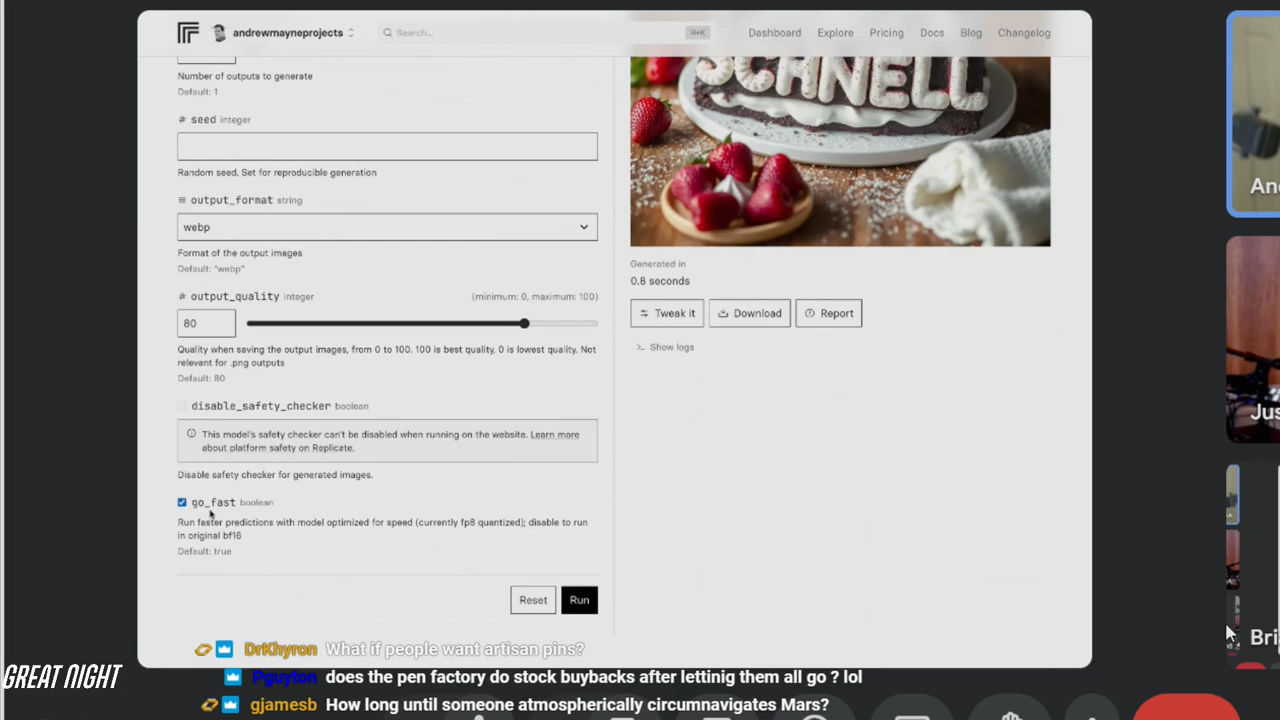 andrewmayneprojects
Search...
⌘+K
Dashboard
Explore
Pricing
Docs
Blog
Changelog
Number of outputs to generate
Default: 1
# seed integer
Random seed. Set for reproducible generation
output_format string
webp
Format of the output images
Default: "webp"
# output_quality integer
(minimum: 0, maximum: 100)
80
Quality when saving the output images, from 0 to 100. 100 is best quality, 0 is lowest quality. Not
relevant for .png outputs
Default: 80
disable_safety_checker boolean
This model's safety checker can't be disabled when running on the website. Learn more
about platform safety on Replicate.
Disable safety checker for generated images.
go_fast boolean
Run faster predictions with model optimized for speed (currently fp8 quantized); disable to run
in original bf16
Default: true
Reset
Run
SCHNELL
Generated in
0.8 seconds
Tweak it
Download
Report
Show logs
An
Jus
Bri
GREAT NIGHT
DrKhyron What if people want artisan pins?
Pguyton does the pen factory do stock buybacks after lettinig them all go ? lol
gjamesb How long until someone atmospherically circumnavigates Mars?